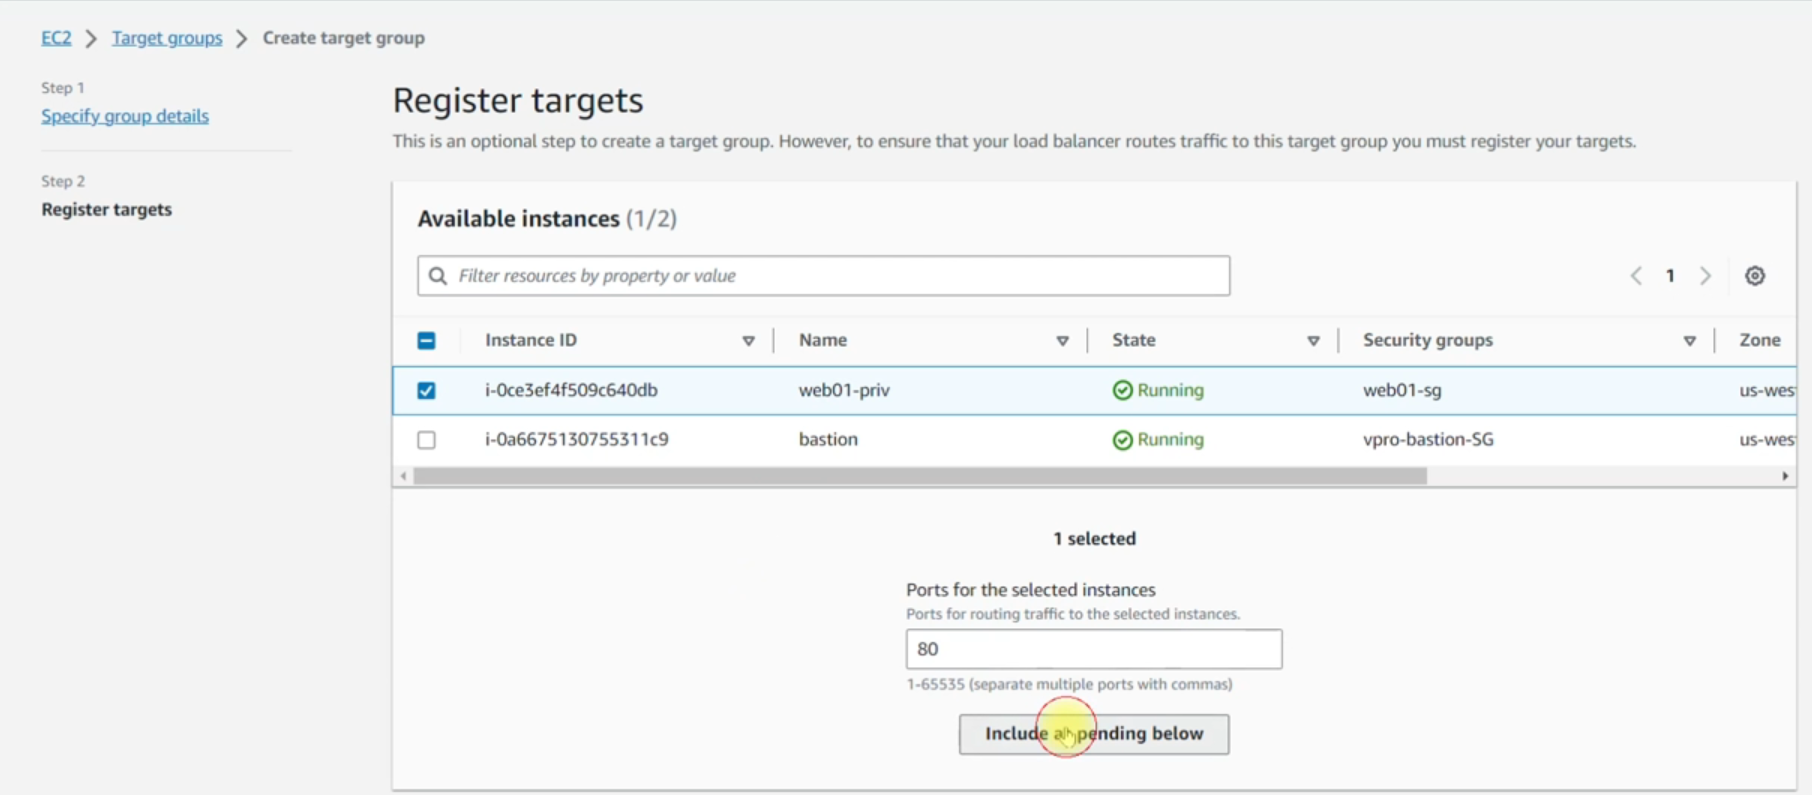 EC2 > Target groups > Create target group
Step 1
Specify group details
Step 2
Register targets
Register targets
This is an optional step to create a target group. However, to ensure that your load balancer routes traffic to this target group you must register your targets.
Available instances (1/2)
Filter resources by property or value
1
Instance ID Name State Security groups Zone
i-0ce3ef4f509c640db web01-priv Running web01-sg us-wes
i-0a6675130755311c9 bastion Running vpro-bastion-SG us-wes
1 selected
Ports for the selected instances
Ports for routing traffic to the selected instances.
80
1-65535 (separate multiple ports with commas)
Include as pending below